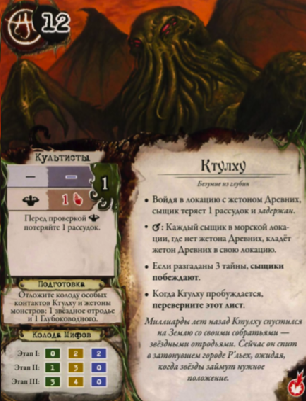 12
Культисты
– –
1 1
Перед проверкой
потеряйте 1 рассудок.
Подготовка
Отложите колоду особых
контактов Ктулху и жетоны
монстров: 1 звёздное отродье
и 1 Глубоководного.
Колода Мифов
Этап I: 0 2 2
Этап II: 1 3 0
Этап III: 3 4 0
Ктулху
Безумие из глубин
• Войдя в локацию с жетоном Древних,
сыщик теряет 1 рассудок и задержан.
• : Каждый сыщик в морской лока-
ции, где нет жетона Древних, кладёт
жетон Древних в свою локацию.
• Если разгаданы 3 тайны, сыщики
побеждают.
• Когда Ктулху пробуждается,
переверните этот лист.
Миллиарды лет назад Ктулху спустился
на Землю со своими собратьями —
звёздными отродьями. Сейчас он спит
в затонувшем городе Р'льех, ожидая,
когда звёзды займут нужное
положение.